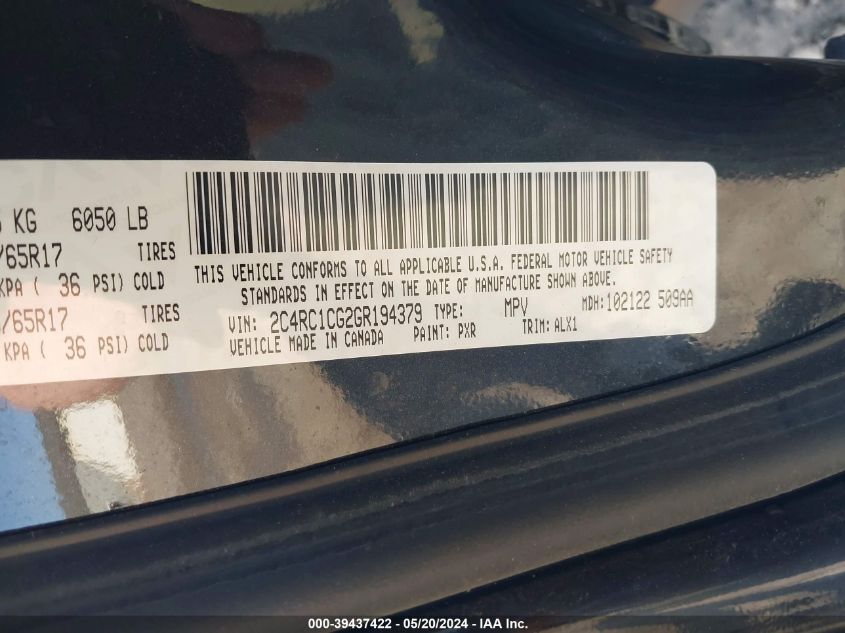 KG 6050 LB
/65R17 TIRES
KPA ( 36 PSI) COLD
/65R17 TIRES
KPA ( 36 PSI) COLD
THIS VEHICLE CONFORMS TO ALL APPLICABLE U.S.A. FEDERAL MOTOR VEHICLE SAFETY
STANDARDS IN EFFECT ON THE DATE OF MANUFACTURE SHOWN ABOVE.
VIN: 2C4RC1CG2GR194379 TYPE: MPV MDH:102122 509AA
VEHICLE MADE IN CANADA PAINT: PXR TRIM: ALX1
000-39437422 - 05/20/2024 - IAA Inc.